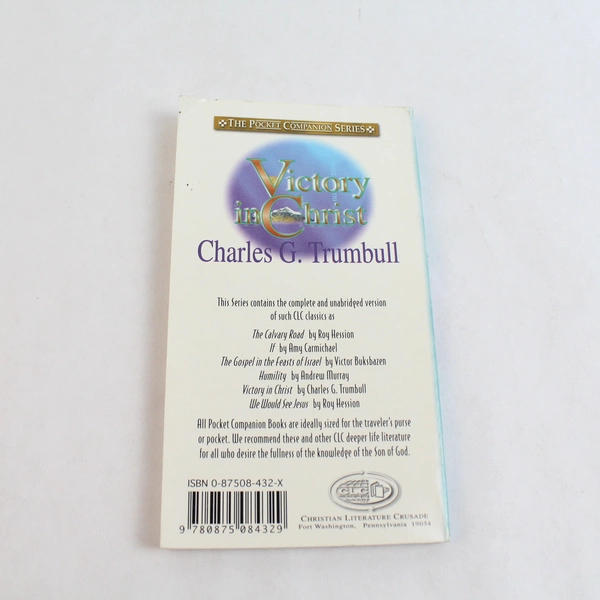 THE POCKET COMPANION SERIES
Victory
in Christ
Charles G. Trumbull
This Series contains the complete and unabridged version
of such CLC classics as
The Calvary Road by Roy Hession
If by Amy Carmichael
The Gospel in the Feasts of Israel by Victor Buksbazen
Humility by Andrew Murray
Victory in Christ by Charles G. Trumbull
We Would See Jesus by Roy Hession
All Pocket Companion Books are ideally sized for the traveler's purse
or pocket. We recommend these and other CLC deeper life literature
for all who desire the fullness of the knowledge of the Son of God.
ISBN 0-87508-432-X
9 780875 084329
CLC
CHRISTIAN LITERATURE CRUSADE
Fort Washington, Pennsylvania 19034